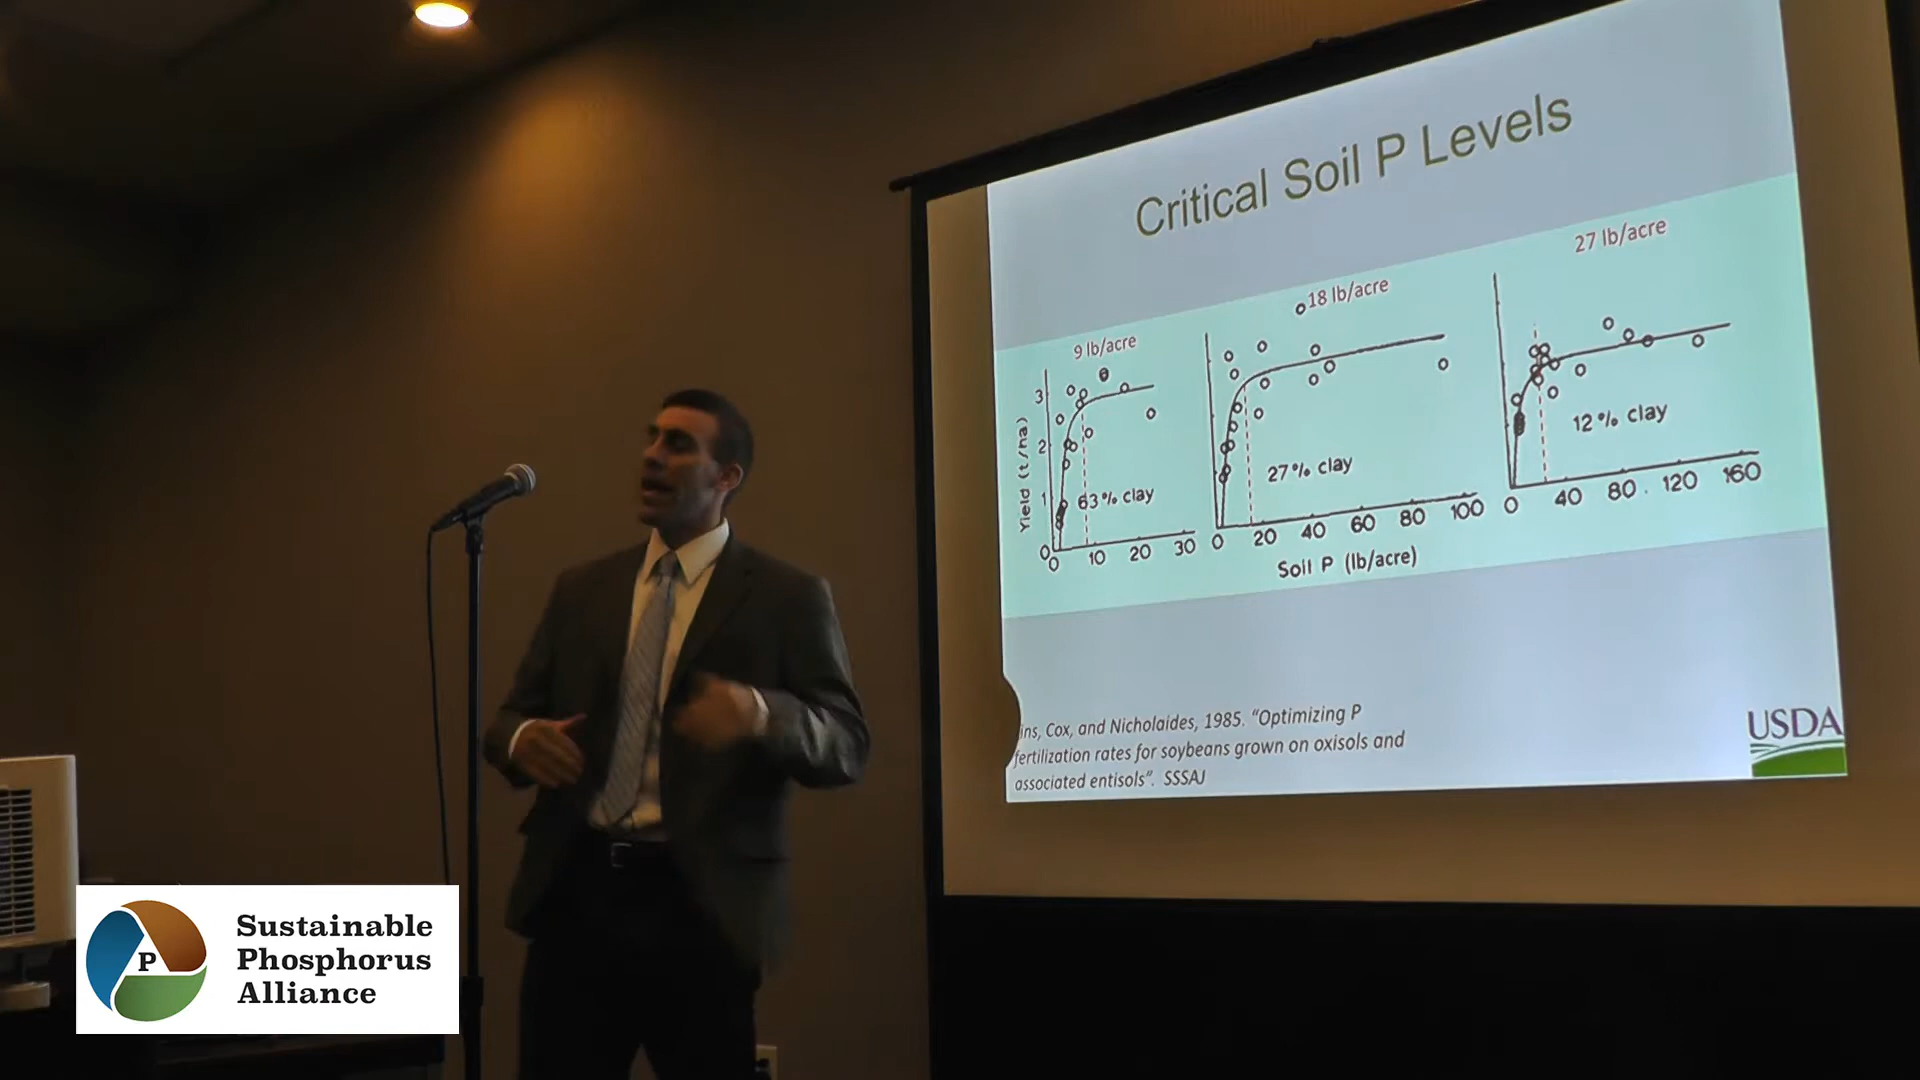 Critical Soil P Levels
9 lb/acre
18 lb/acre
27 lb/acre
Yield (t/ha)
3
2
1
0
63% clay
0 10 20 30
27% clay
0 20 40 60 80 100
12% clay
0 40 80 120 160
Soil P (lb/acre)
Cox, and Nicholaides, 1985. "Optimizing P
fertilization rates for soybeans grown on oxisols and
associated entisols". SSSAJ
USDA
P
Sustainable
Phosphorus
Alliance